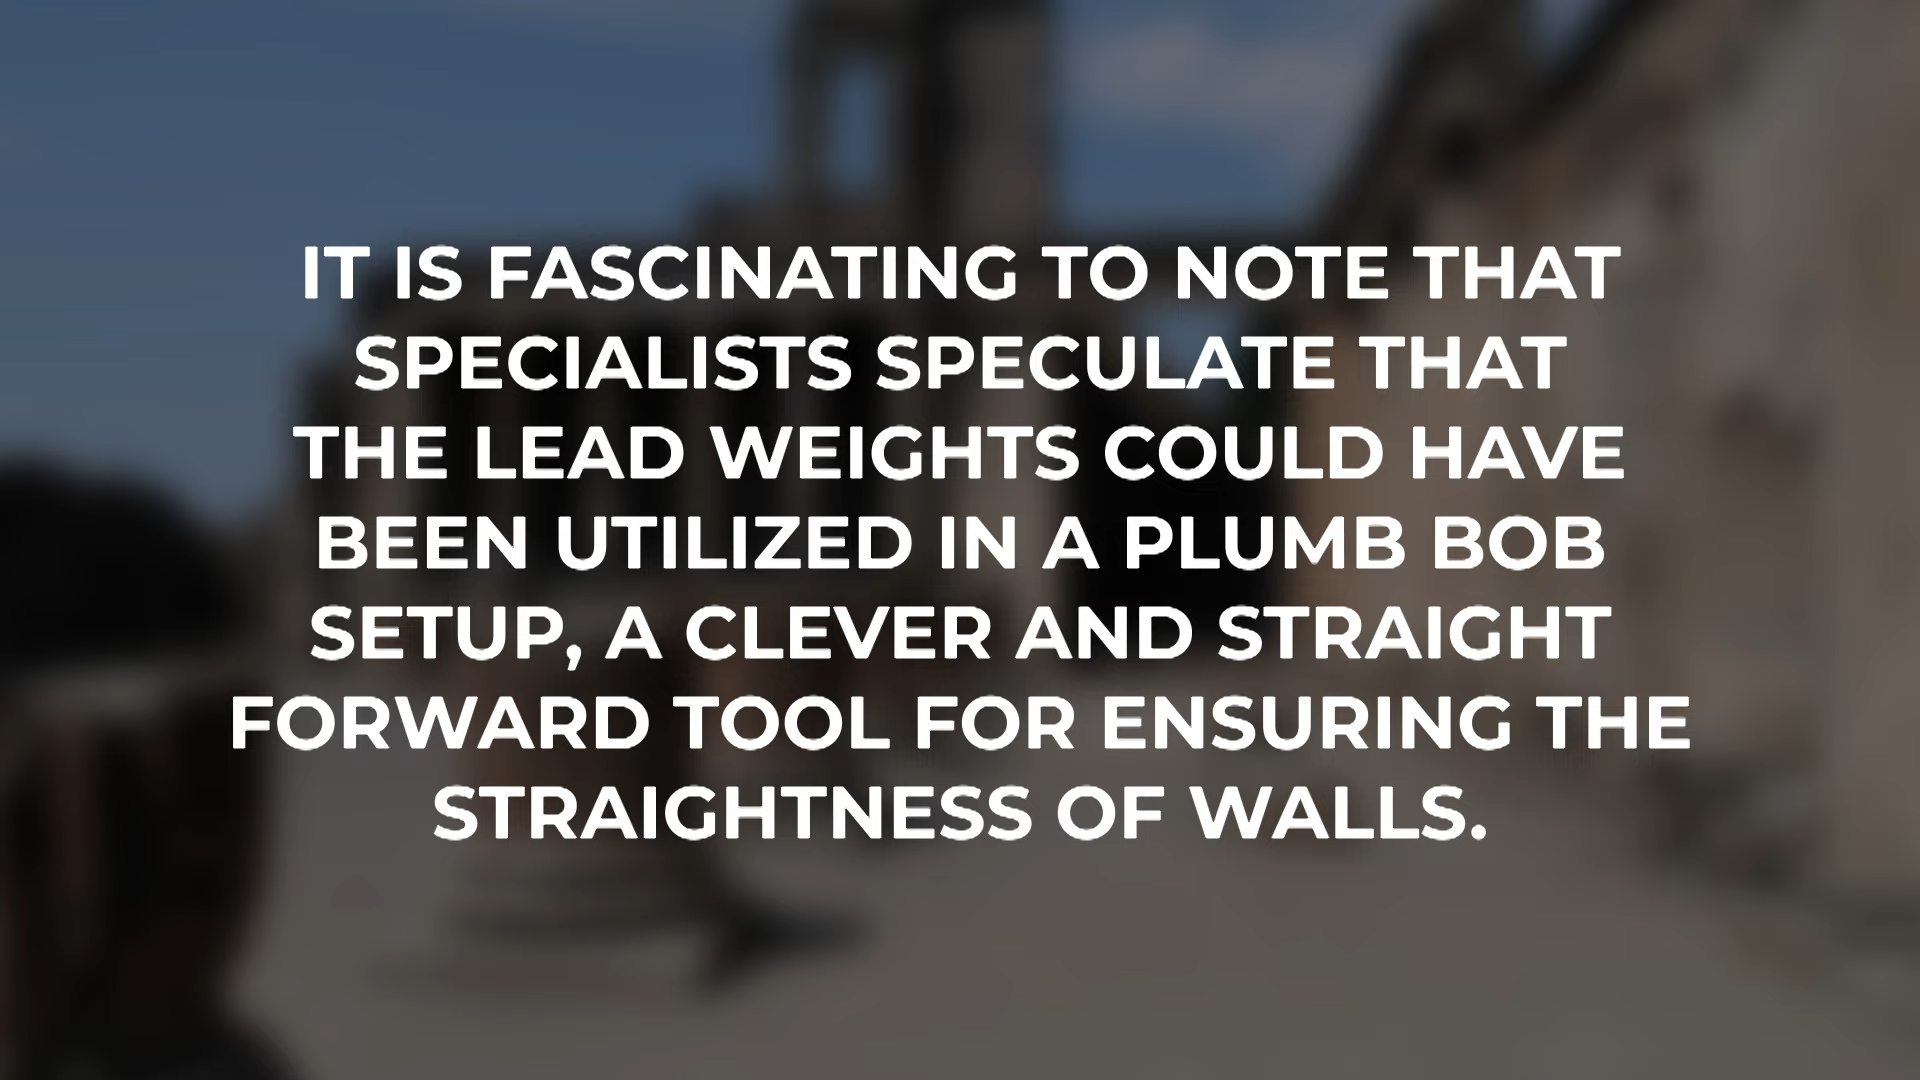 IT IS FASCINATING TO NOTE THAT
SPECIALISTS SPECULATE THAT
THE LEAD WEIGHTS COULD HAVE
BEEN UTILIZED IN A PLUMB BOB
SETUP, A CLEVER AND STRAIGHT
FORWARD TOOL FOR ENSURING THE
STRAIGHTNESS OF WALLS.